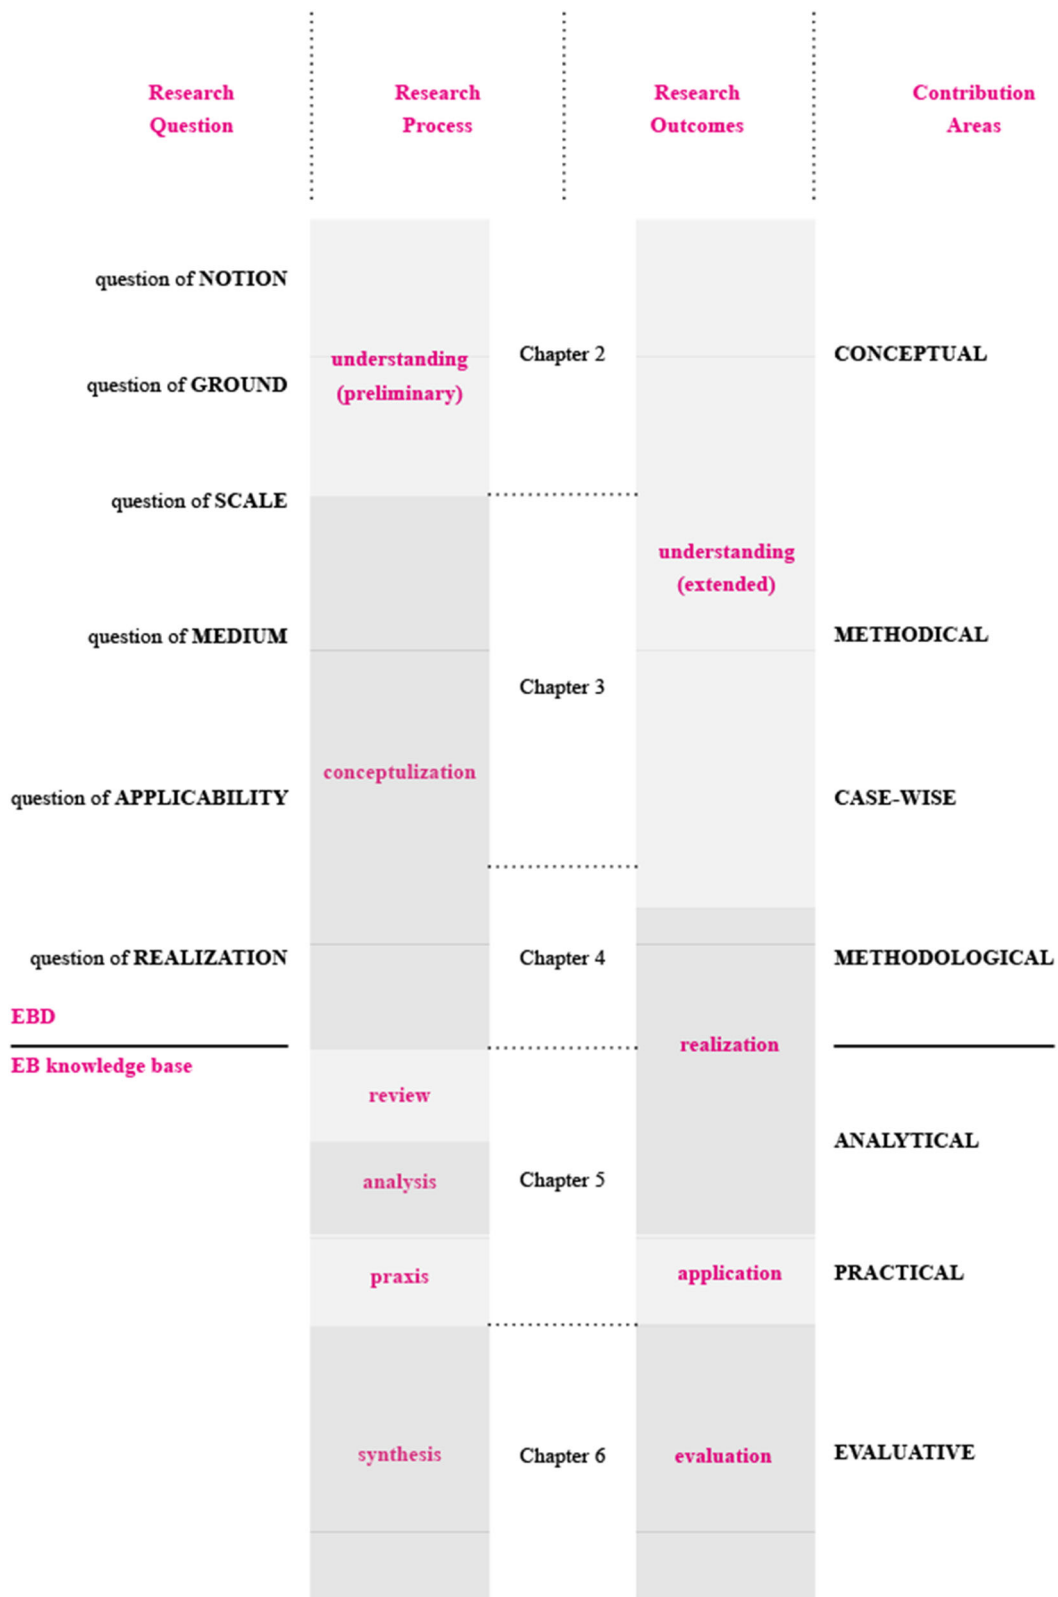 Research
Question
Research
Process
Research
Outcomes
Contribution
Areas
question of NOTION
understanding
(preliminary)
Chapter 2
CONCEPTUAL
question of GROUND
question of SCALE
understanding
(extended)
question of MEDIUM
METHODICAL
Chapter 3
conceptulization
question of APPLICABILITY
CASE-WISE
question of REALIZATION
Chapter 4
METHODOLOGICAL
EBD
realization
EB knowledge base
review
ANALYTICAL
analysis
Chapter 5
praxis
application
PRACTICAL
synthesis
Chapter 6
evaluation
EVALUATIVE